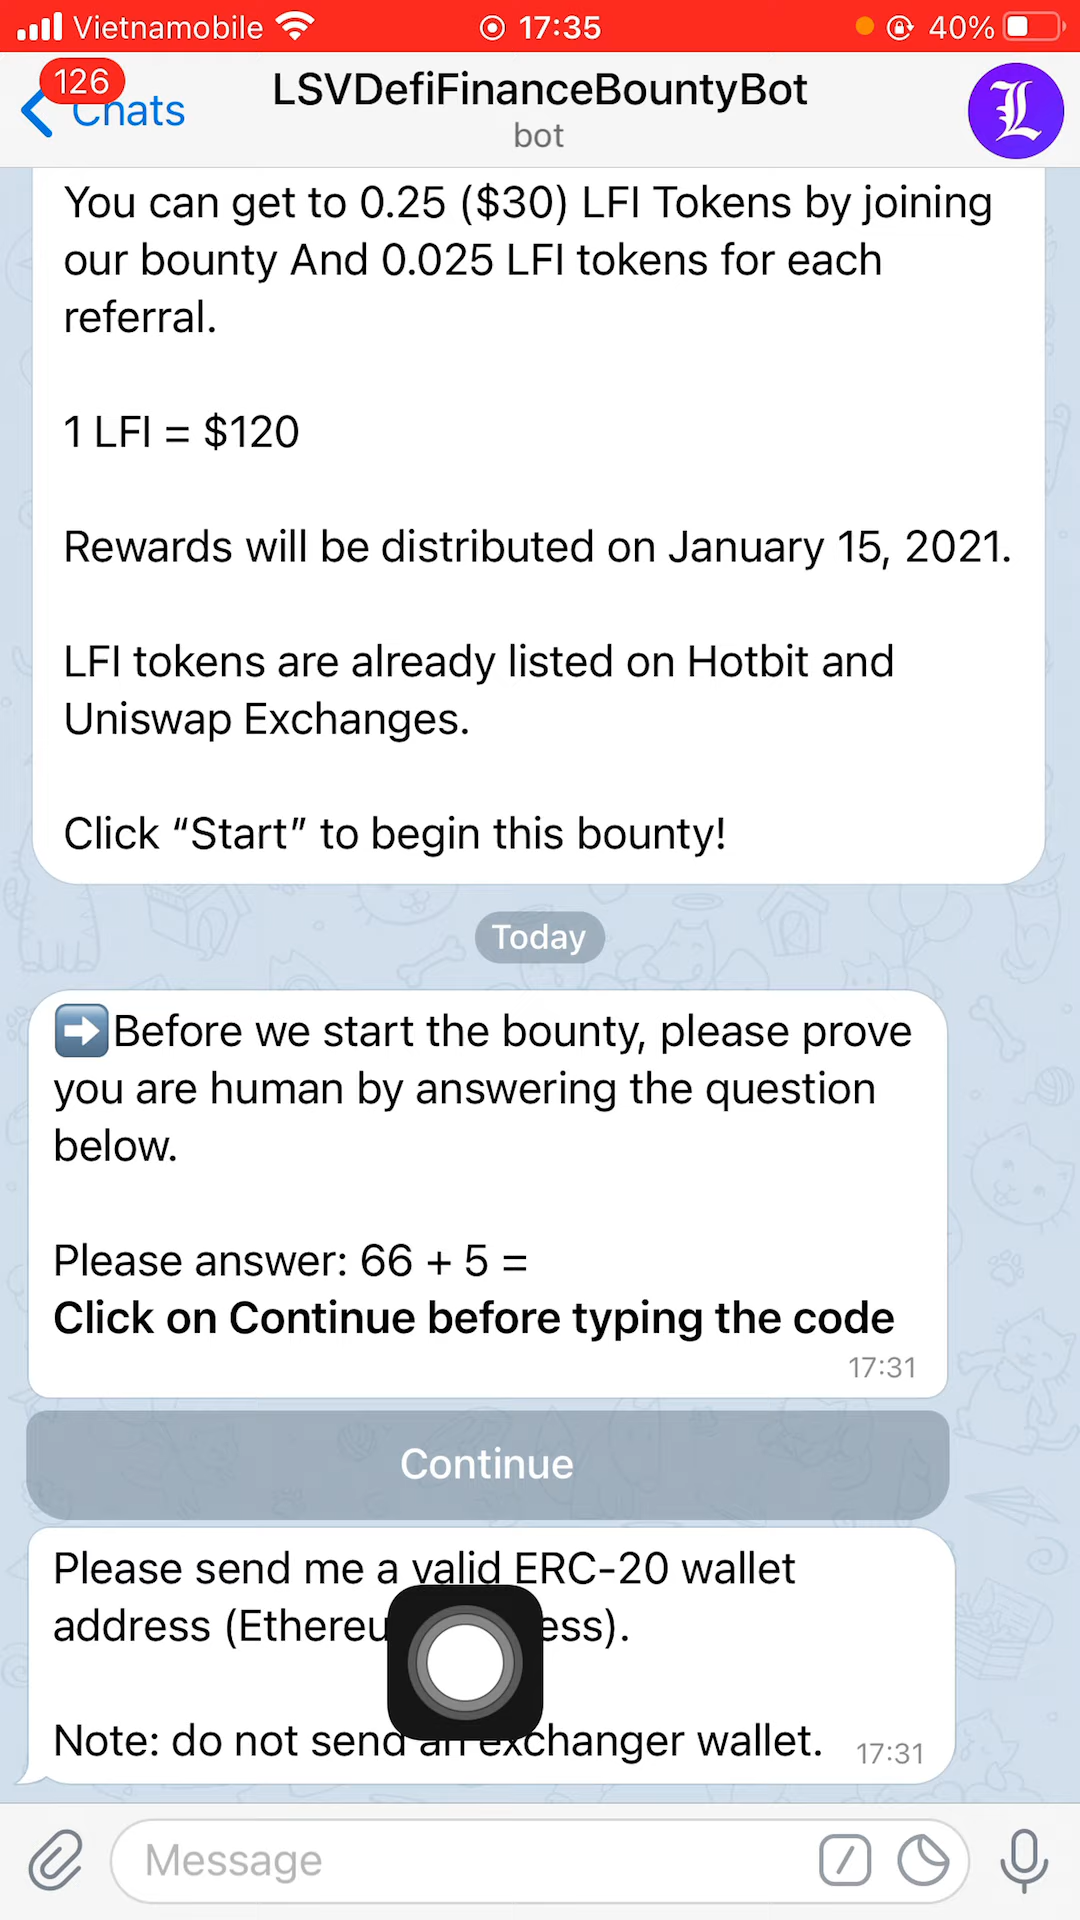 Vietnamobile 17:35 40%
126
Chats
LSVDefiFinanceBountyBot
bot
You can get to 0.25 ($30) LFI Tokens by joining
our bounty And 0.025 LFI tokens for each
referral.
1 LFI = $120
Rewards will be distributed on January 15, 2021.
LFI tokens are already listed on Hotbit and
Uniswap Exchanges.
Click “Start” to begin this bounty!
Today
Before we start the bounty, please prove
you are human by answering the question
below.
Please answer: 66 + 5 =
Click on Continue before typing the code
17:31
Continue
Please send me a valid ERC-20 wallet
address
Note: do not send an exchanger wallet. 17:31
Message